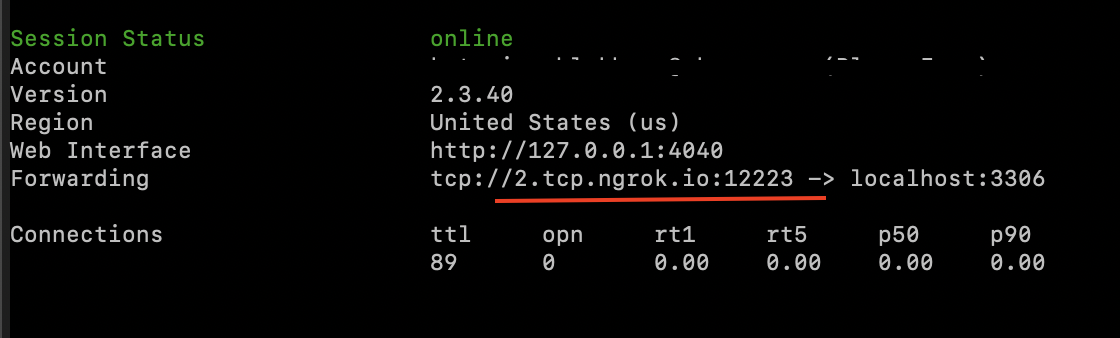 Session Status online
Account
Version 2.3.40
Region United States (us)
Web Interface http://127.0.0.1:4040
Forwarding tcp://2.tcp.ngrok.io:12223 -> localhost:3306
Connections ttl opn rt1 rt5 p50 p90
89 0 0.00 0.00 0.00 0.00